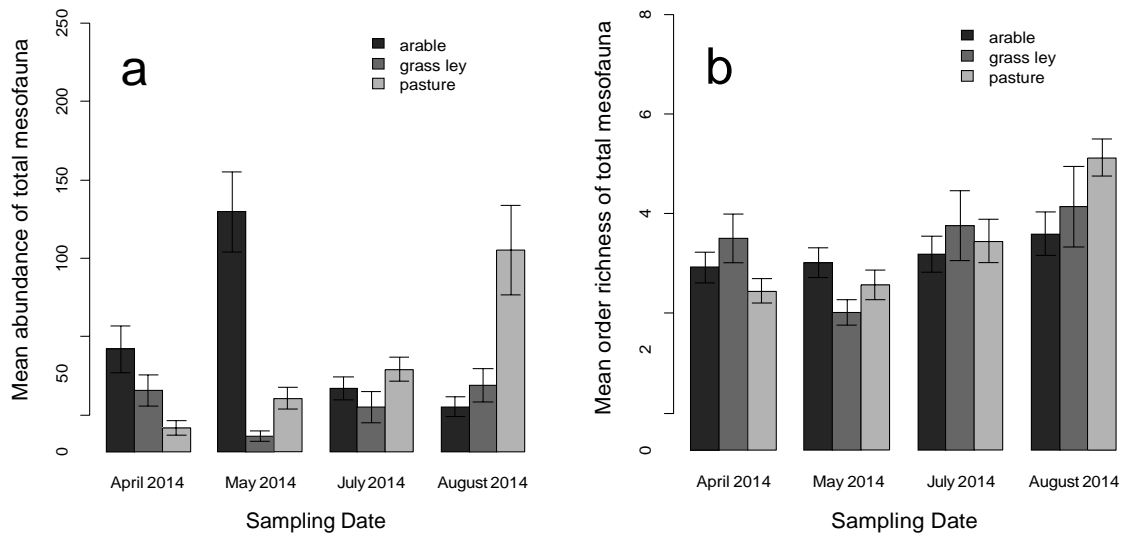 a
Mean abundance of total mesofauna
250
200
150
100
50
0
arable
grass ley
pasture
April 2014
May 2014
July 2014
August 2014
Sampling Date
b
Mean order richness of total mesofauna
8
6
4
2
0
arable
grass ley
pasture
April 2014
May 2014
July 2014
August 2014
Sampling Date